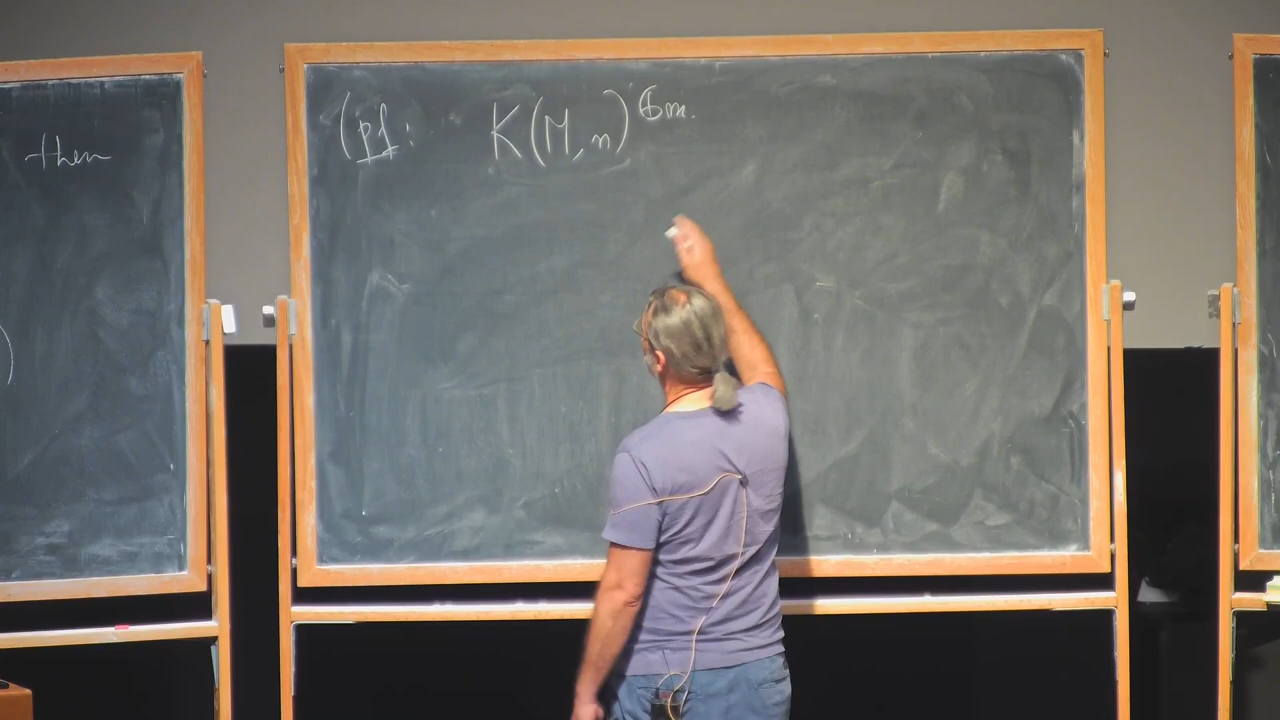 then
(pf: K(M,n)^𝔾m.
)